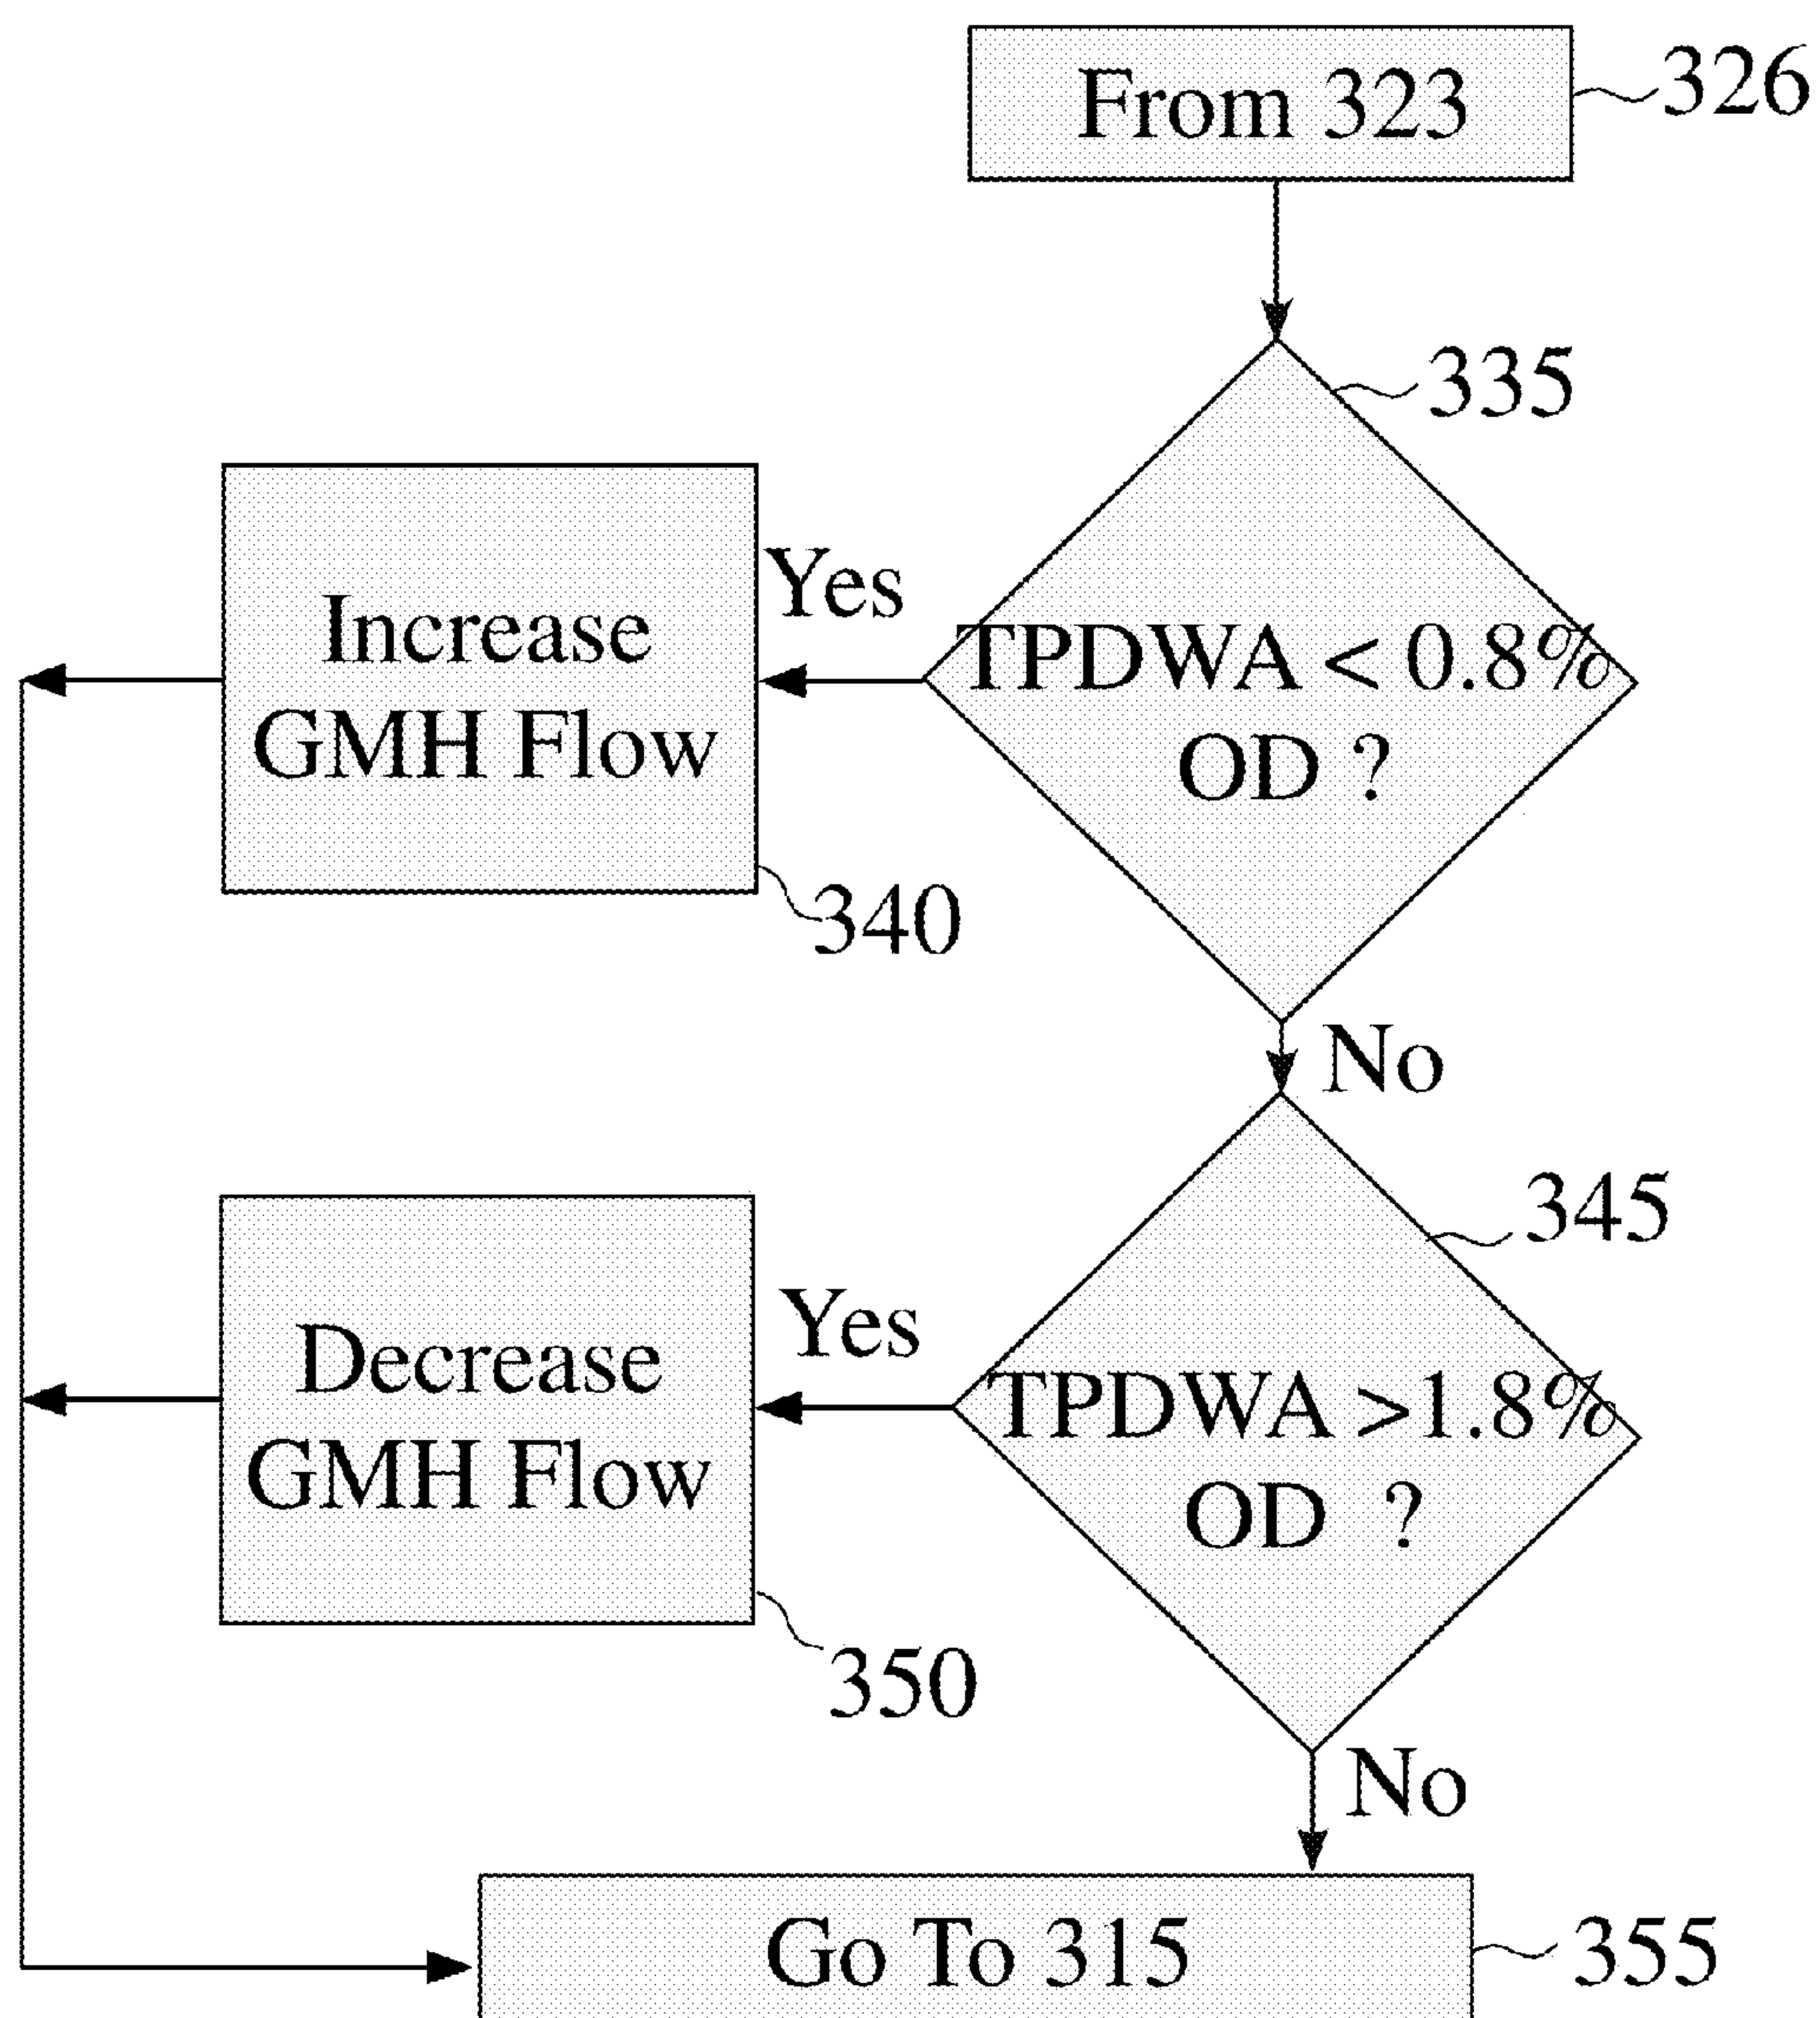 From 323
326
335
Yes
Increase
GMH Flow
TPDWA < 0.8%
OD ?
340
No
345
Yes
Decrease
GMH Flow
TPDWA >1.8%
OD ?
350
No
Go To 315
355